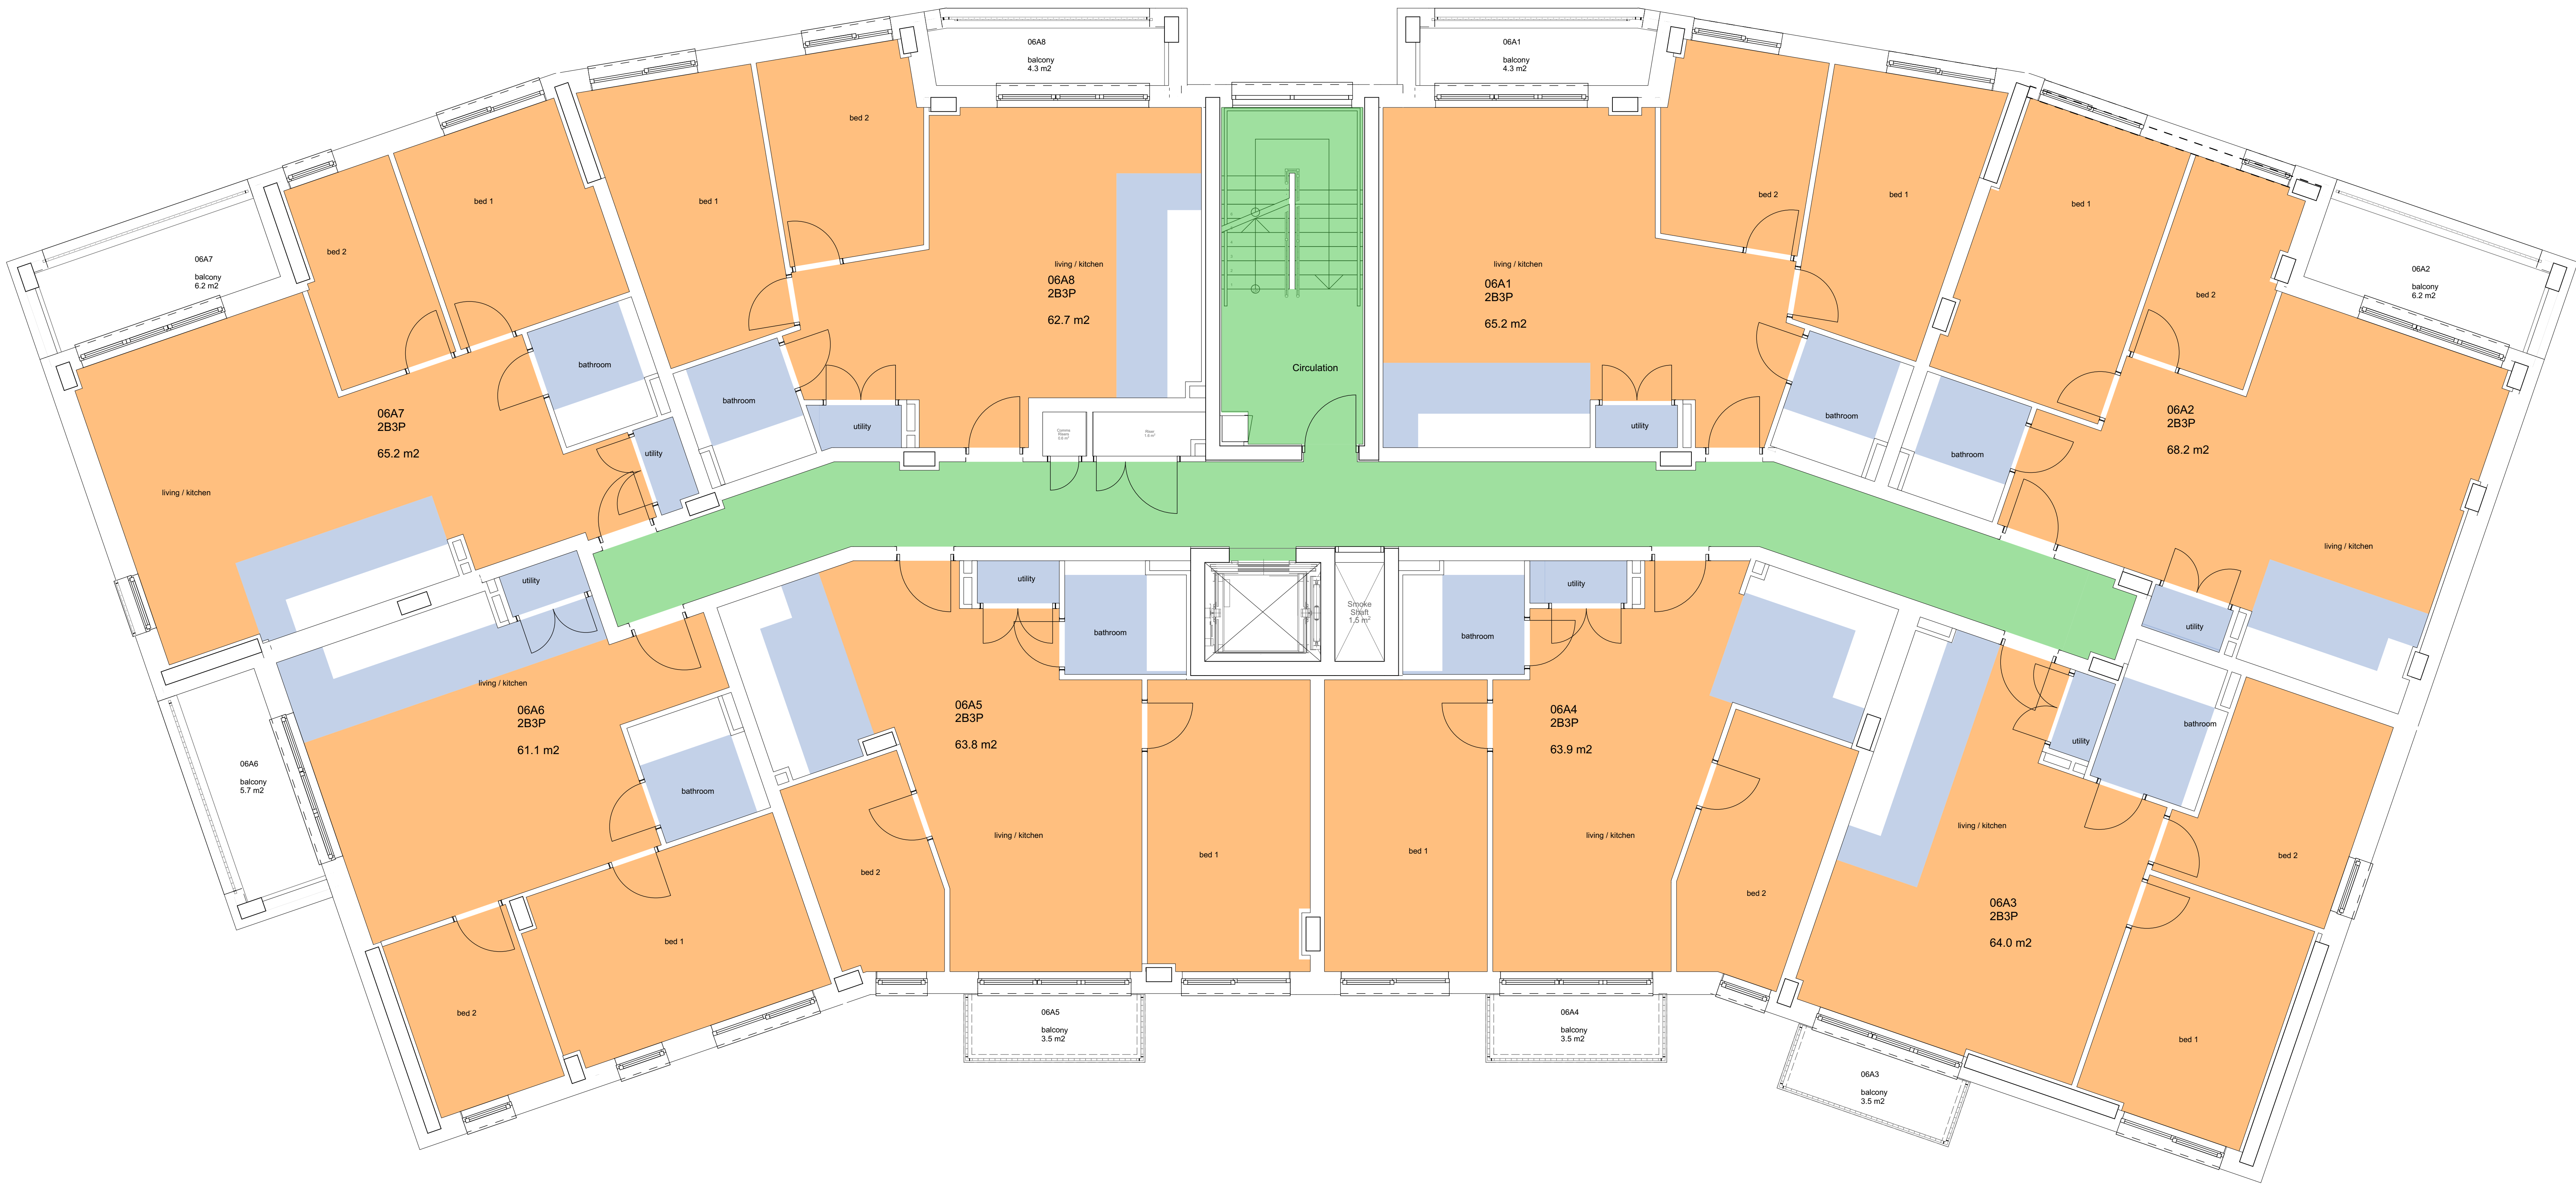 06A8
balcony
4.3 m2
06A1
balcony
4.3 m2
bed 2
bed 1
bed 1
bed 2
living / kitchen
06A8
2B3P
62.7 m2
living / kitchen
06A1
2B3P
65.2 m2
bed 2
bed 1
bed 1
bed 2
06A7
balcony
6.2 m2
06A2
balcony
6.2 m2
bed 2
bathroom
bathroom
utility
Circulation
utility
bathroom
bathroom
06A7
2B3P
65.2 m2
utility
living / kitchen
Riser
06A2
2B3P
68.2 m2
living / kitchen
utility
utility
bathroom
Smoke
Shaft
1.5 m²
utility
bathroom
utility
living / kitchen
06A6
2B3P
61.1 m2
bathroom
06A6
balcony
5.7 m2
06A5
2B3P
63.8 m2
living / kitchen
bed 1
bed 2
bed 1
06A4
2B3P
63.9 m2
living / kitchen
bed 2
utility
bathroom
living / kitchen
06A3
2B3P
64.0 m2
bed 2
bed 1
bed 1
bed 2
06A5
balcony
3.5 m2
06A4
balcony
3.5 m2
06A3
balcony
3.5 m2